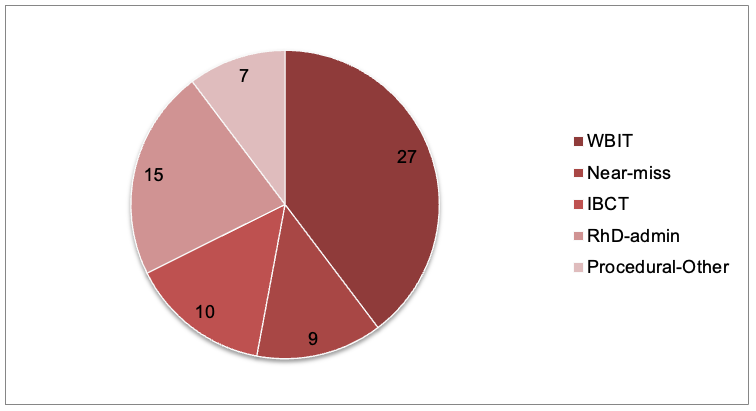 7
27
15
10
9
WBIT
Near-miss
IBCT
RhD-admin
Procedural-Other